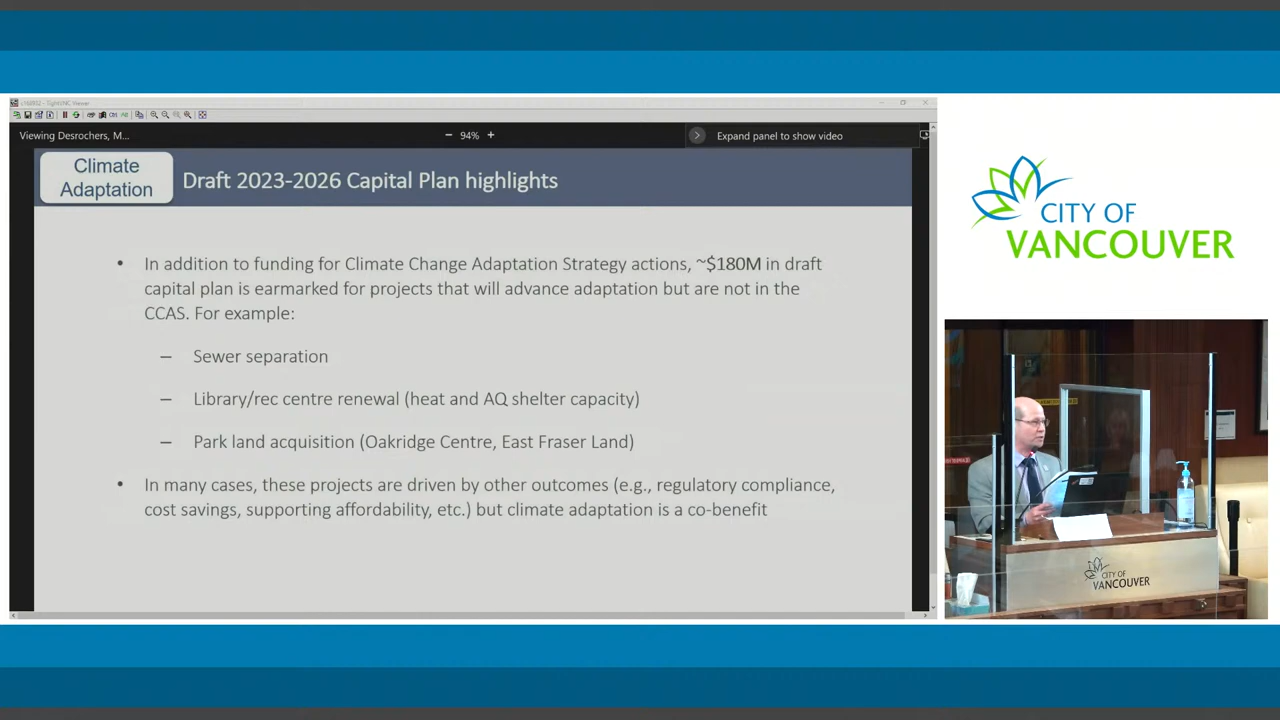 Viewing Desrochers, M...
94%
Expand panel to show video
Climate
Adaptation
Draft 2023-2026 Capital Plan highlights
• In addition to funding for Climate Change Adaptation Strategy actions, ~$180M in draft
capital plan is earmarked for projects that will advance adaptation but are not in the
CCAS. For example:
– Sewer separation
– Library/rec centre renewal (heat and AQ shelter capacity)
– Park land acquisition (Oakridge Centre, East Fraser Land)
• In many cases, these projects are driven by other outcomes (e.g., regulatory compliance,
cost savings, supporting affordability, etc.) but climate adaptation is a co-benefit
CITY OF
VANCOUVER
CITY OF
VANCOUVER